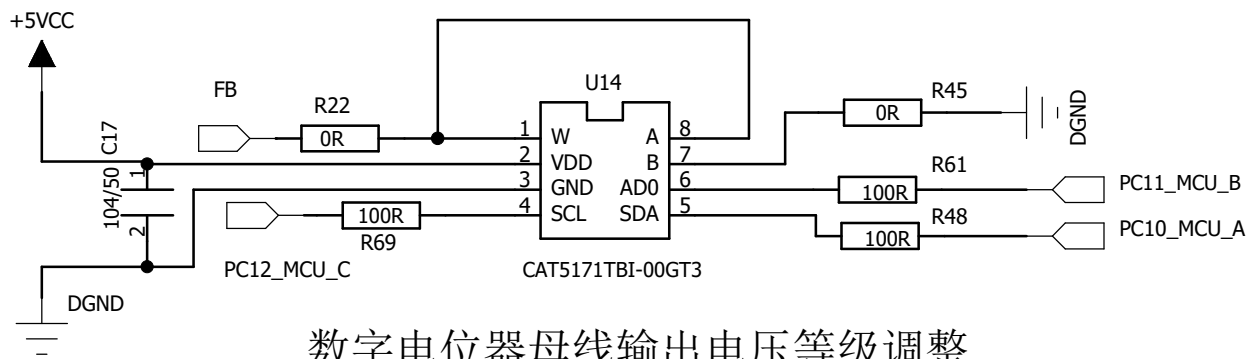 +5VCC
FB
R22
0R
C17
104/50
1
2
U14
1 W A 8
2 VDD B 7
3 GND AD0 6
4 SCL SDA 5
CAT5171TBI-00GT3
R45
0R
DGND
R61
100R
PC11_MCU_B
R48
100R
PC10_MCU_A
100R
R69
PC12_MCU_C
DGND
数字电位器母线输出电压等级调整